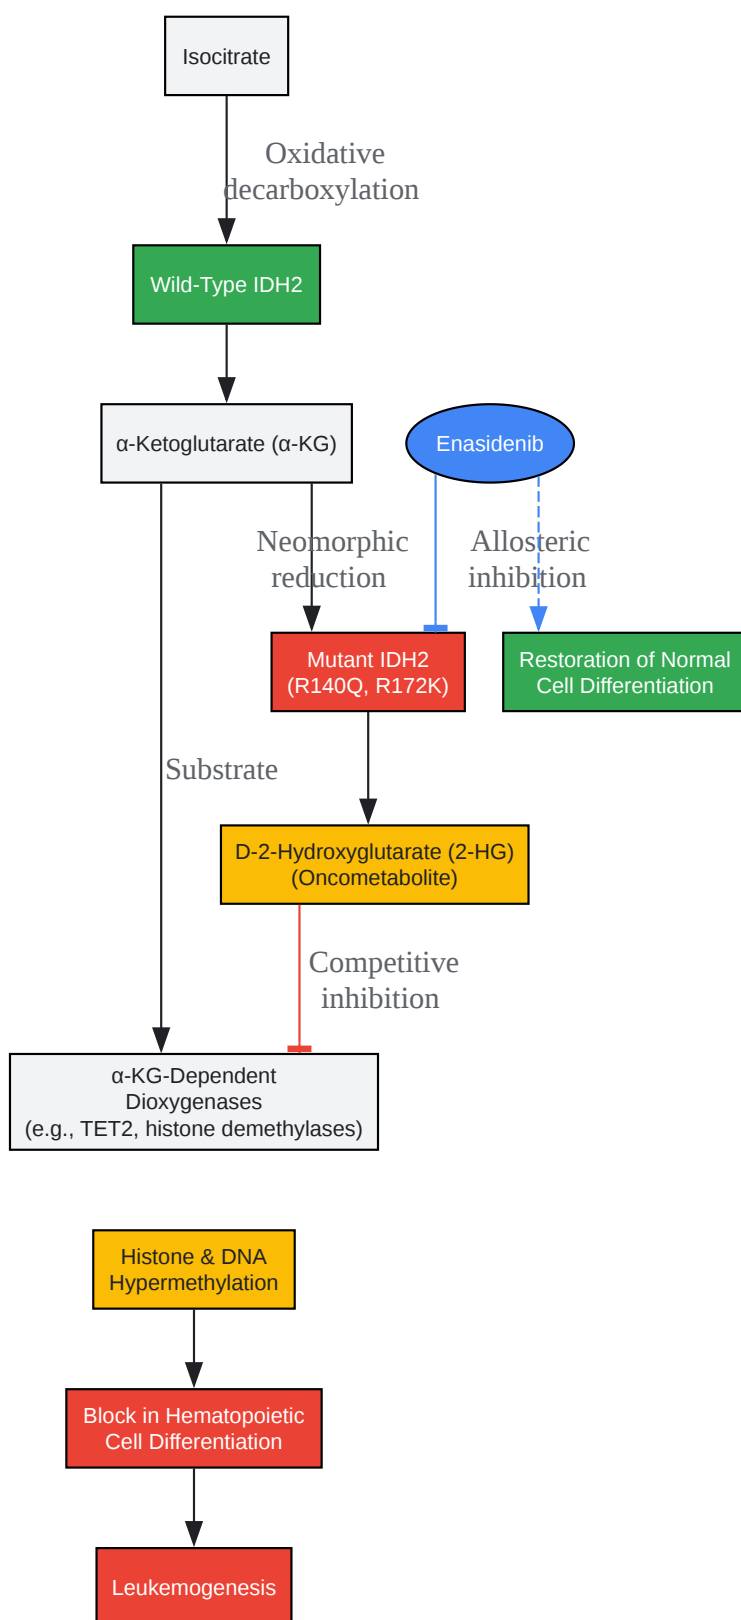 Isocitrate
Oxidative
decarboxylation
Wild-Type IDH2
α-Ketoglutarate (α-KG)
Enasidenib
Neomorphic
reduction
Allosteric
inhibition
Mutant IDH2
(R140Q, R172K)
Restoration of Normal
Cell Differentiation
Substrate
D-2-Hydroxyglutarate (2-HG)
(Oncometabolite)
Competitive
inhibition
α-KG-Dependent
Dioxygenases
(e.g., TET2, histone demethylases)
Histone & DNA
Hypermethylation
Block in Hematopoietic
Cell Differentiation
Leukemogenesis